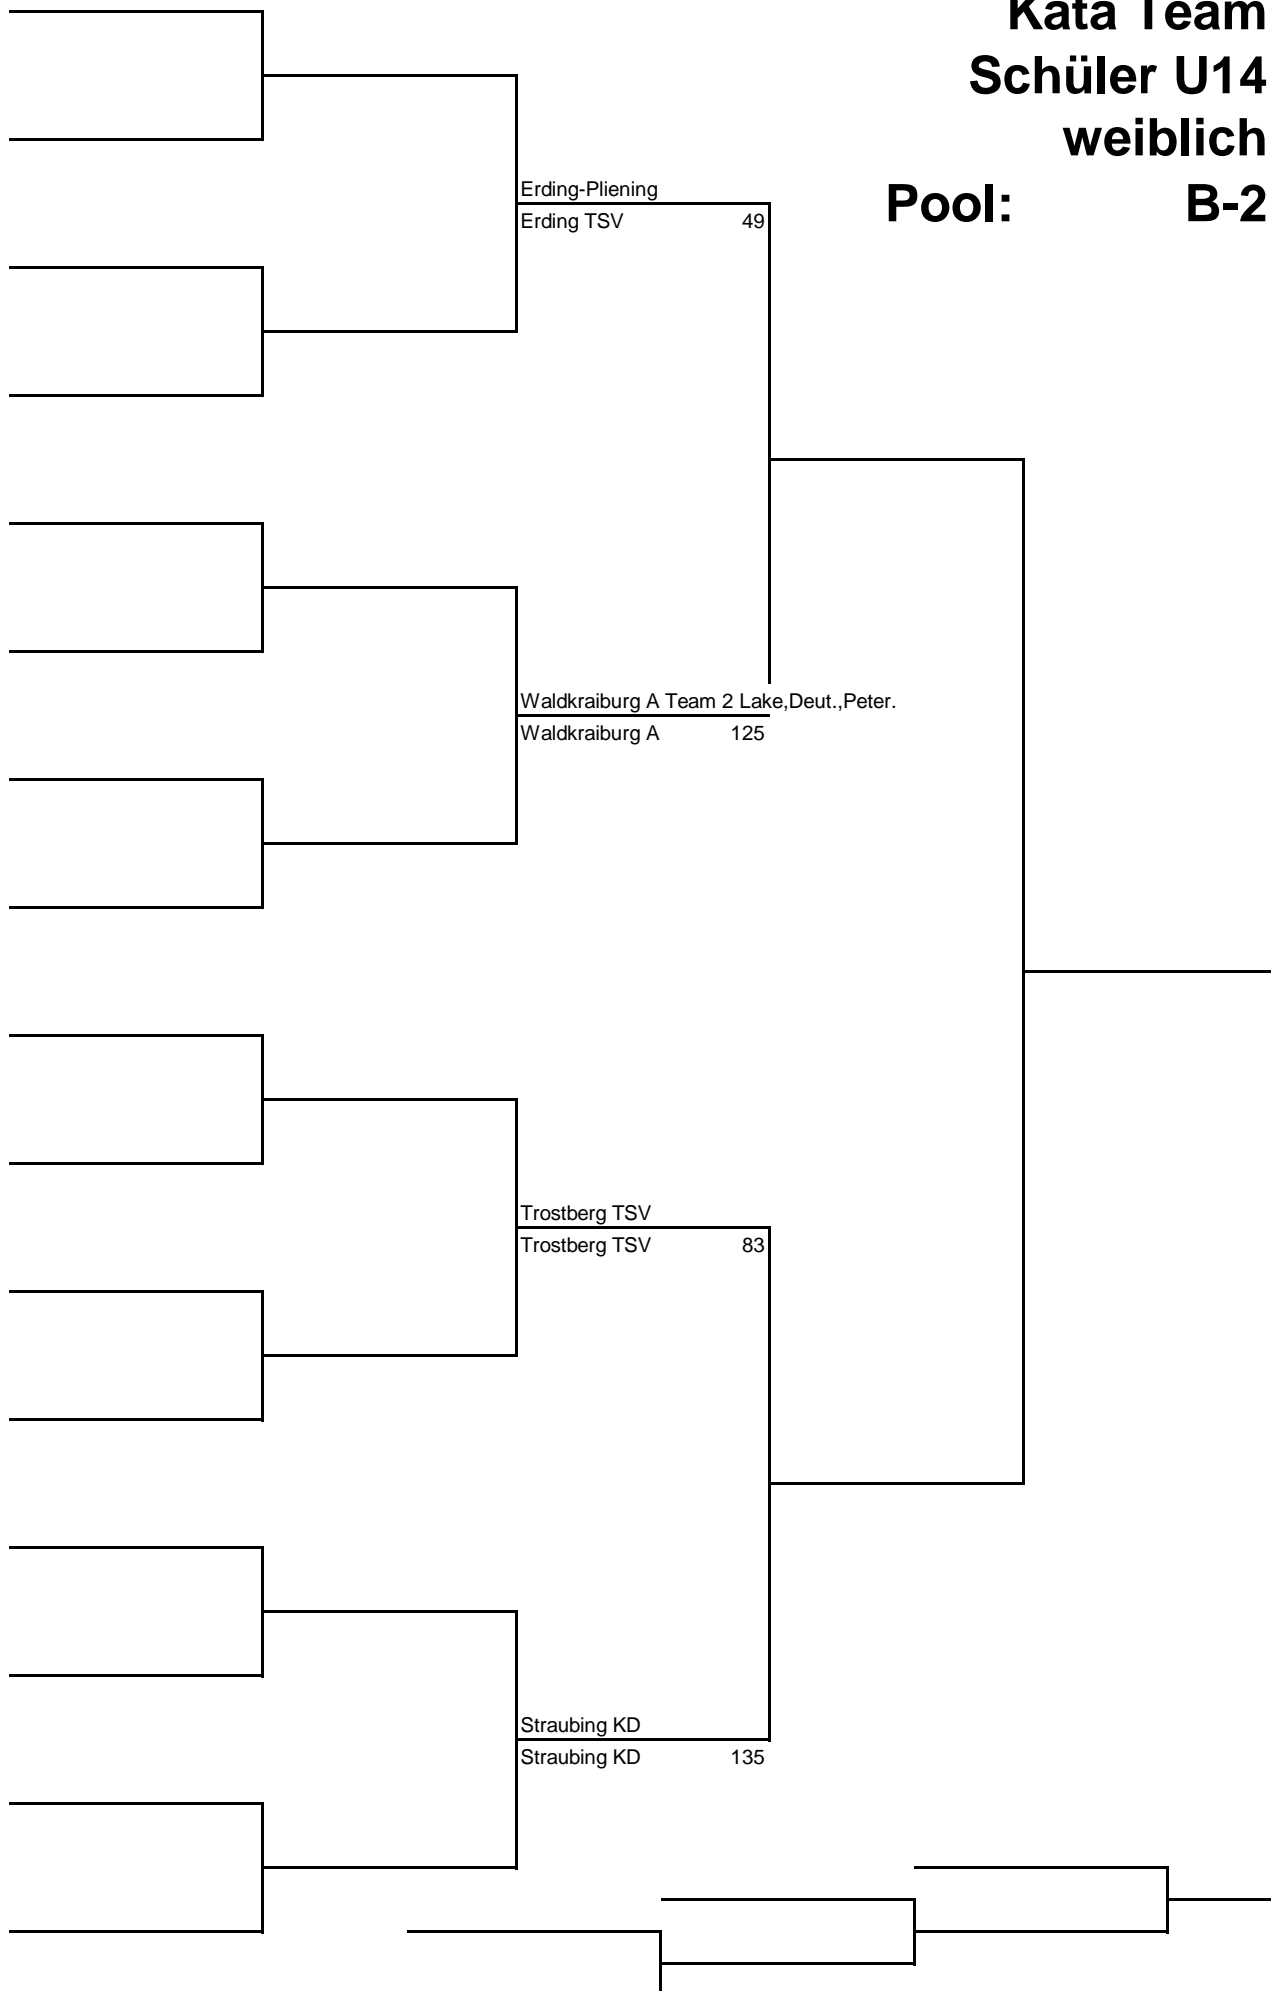 Kata Team
Schüler U14
weiblich
Pool: B-2
Erding-Pliening
Erding TSV 49
Waldkraiburg A Team 2 Lake,Deut.,Peter.
Waldkraiburg A 125
Trostberg TSV
Trostberg TSV 83
Straubing KD
Straubing KD 135